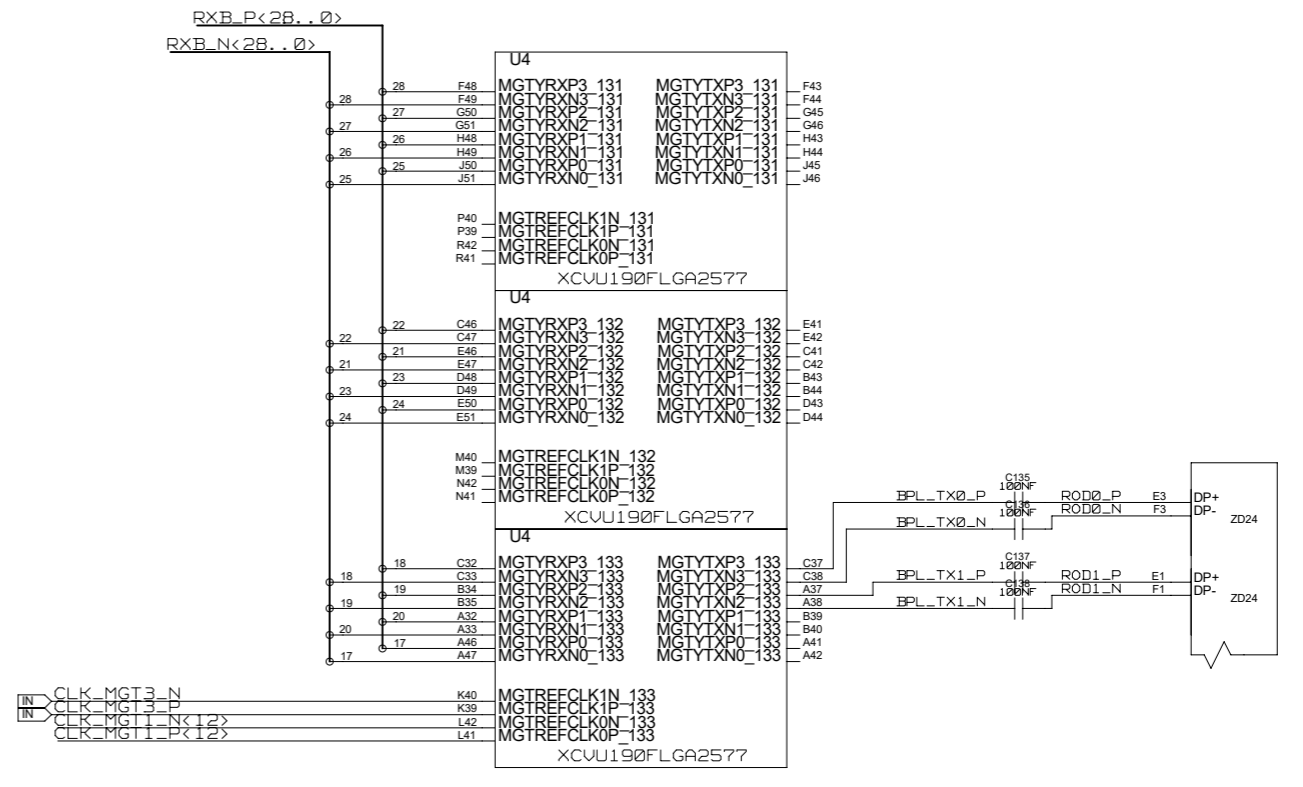 RXB_P<28..0>
RXB_N<28..0>
U4
28 F48 MGTYRXP3_131 MGTYTXP3_131 F43
28 F49 MGTYRXN3_131 MGTYTXN3_131 F44
27 G50 MGTYRXP2_131 MGTYTXP2_131 G45
27 G51 MGTYRXN2_131 MGTYTXN2_131 G46
26 H48 MGTYRXP1_131 MGTYTXP1_131 H43
26 H49 MGTYRXN1_131 MGTYTXN1_131 H44
25 J50 MGTYRXP0_131 MGTYTXP0_131 J45
25 J51 MGTYRXN0_131 MGTYTXN0_131 J46
P40 MGTREFCLK1N_131
P39 MGTREFCLK1P_131
R42 MGTREFCLK0N_131
R41 MGTREFCLK0P_131
XCVU190FLGA2577
U4
22 C46 MGTYRXP3_132 MGTYTXP3_132 E41
22 C47 MGTYRXN3_132 MGTYTXN3_132 E42
21 E46 MGTYRXP2_132 MGTYTXP2_132 C41
21 E47 MGTYRXN2_132 MGTYTXN2_132 C42
23 D48 MGTYRXP1_132 MGTYTXP1_132 B43
23 D49 MGTYRXN1_132 MGTYTXN1_132 B44
24 E50 MGTYRXP0_132 MGTYTXP0_132 D43
24 E51 MGTYRXN0_132 MGTYTXN0_132 D44
M40 MGTREFCLK1N_132
M39 MGTREFCLK1P_132
N42 MGTREFCLK0N_132
N41 MGTREFCLK0P_132
XCVU190FLGA2577
C135
100NF
BPL_TX0_P ROD0_P E3 DP+
C136
100NF
BPL_TX0_N ROD0_N F3 DP-
ZD24
C137
100NF
BPL_TX1_P ROD1_P E1 DP+
C138
100NF
BPL_TX1_N ROD1_N F1 DP-
ZD24
U4
18 C32 MGTYRXP3_133 MGTYTXP3_133 C37
18 C33 MGTYRXN3_133 MGTYTXN3_133 C38
19 B34 MGTYRXP2_133 MGTYTXP2_133 A37
19 B35 MGTYRXN2_133 MGTYTXN2_133 A38
20 A32 MGTYRXP1_133 MGTYTXP1_133 B39
20 A33 MGTYRXN1_133 MGTYTXN1_133 B40
17 A46 MGTYRXP0_133 MGTYTXP0_133 A41
17 A47 MGTYRXN0_133 MGTYTXN0_133 A42
IN CLK_MGT3_N K40 MGTREFCLK1N_133
IN CLK_MGT3_P K39 MGTREFCLK1P_133
CLK_MGT1_N<12> L42 MGTREFCLK0N_133
CLK_MGT1_P<12> L41 MGTREFCLK0P_133
XCVU190FLGA2577